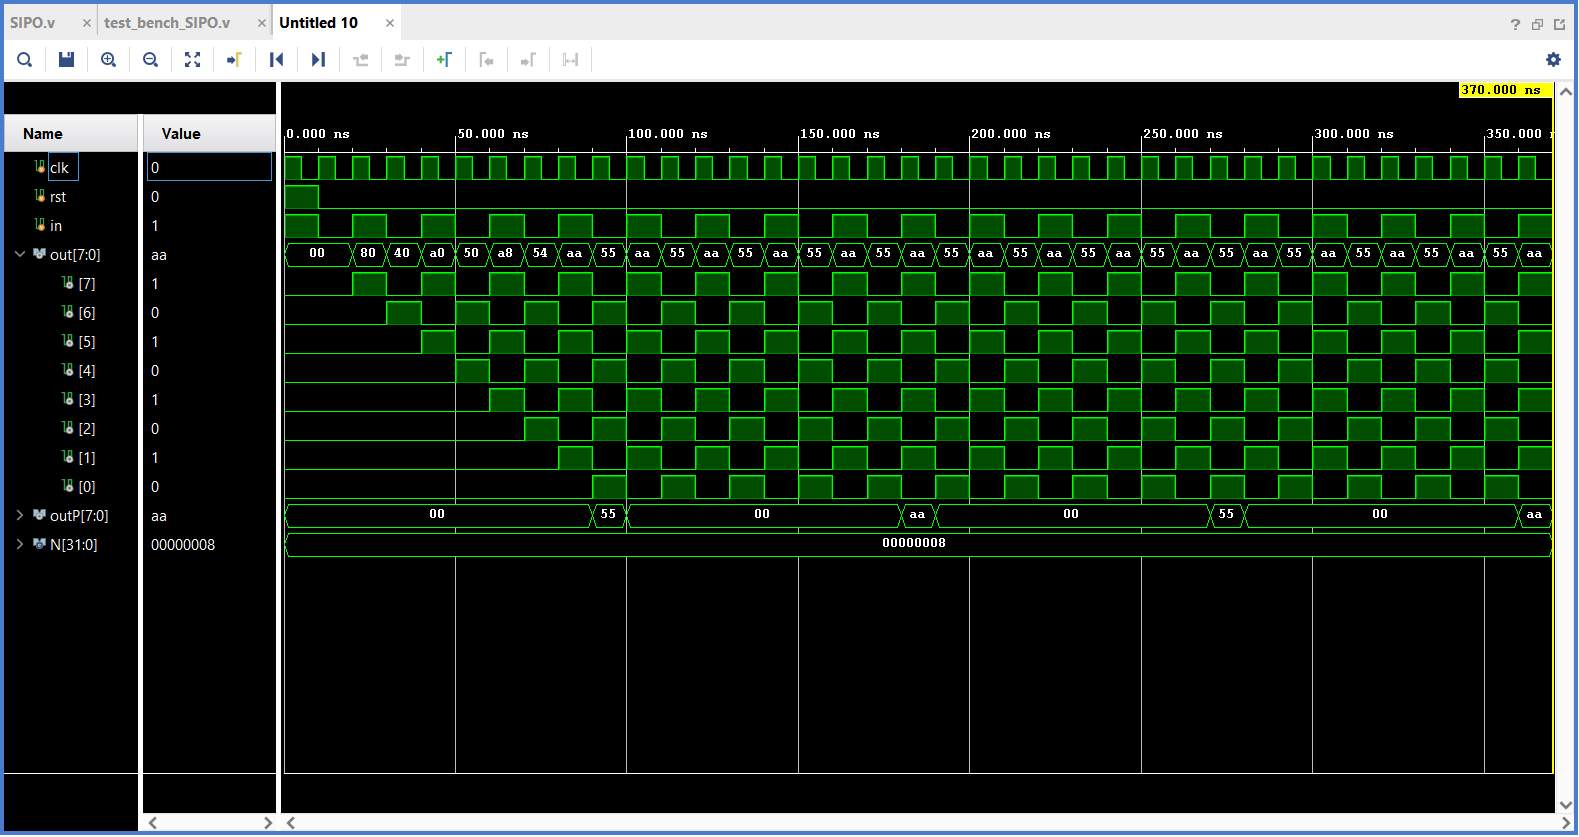 SIPO.v × test_bench_SIPO.v × Untitled 10 × ?
370.000 ns
Name Value 0.000 ns 50.000 ns 100.000 ns 150.000 ns 200.000 ns 250.000 ns 300.000 ns 350.000
clk 0
rst 0
in 1
out[7:0] aa 00 80 40 a0 50 a8 54 aa 55 aa 55 aa 55 aa 55 aa 55 aa 55 aa 55 aa 55 aa 55 aa 55 aa 55 aa 55 aa 55 aa 55 aa
[7] 1
[6] 0
[5] 1
[4] 0
[3] 1
[2] 0
[1] 1
[0] 0
outP[7:0] aa 00 55 00 aa 00 55 00 aa
N[31:0] 00000008 00000008